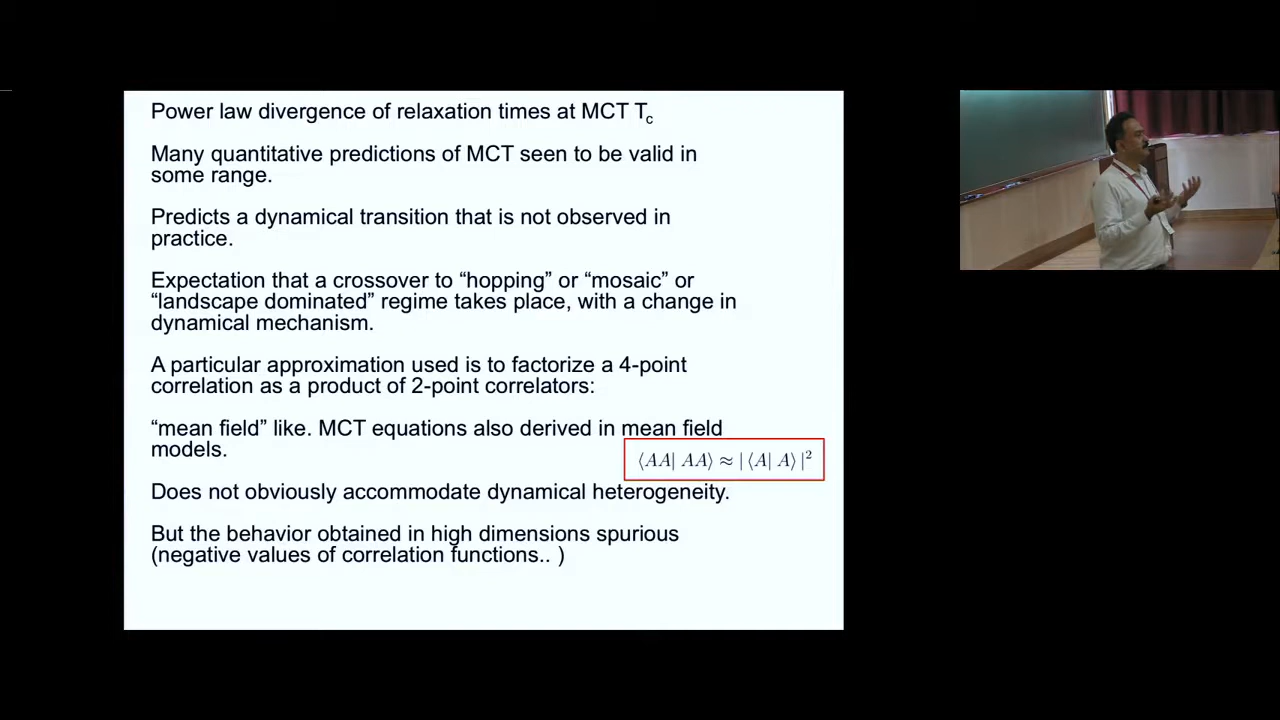 Power law divergence of relaxation times at MCT Tc
Many quantitative predictions of MCT seen to be valid in
some range.
Predicts a dynamical transition that is not observed in
practice.
Expectation that a crossover to “hopping” or “mosaic” or
“landscape dominated” regime takes place, with a change in
dynamical mechanism.
A particular approximation used is to factorize a 4-point
correlation as a product of 2-point correlators:
“mean field” like. MCT equations also derived in mean field
models.
⟨AA| AA⟩ ≈ | ⟨A| A⟩ |²
Does not obviously accommodate dynamical heterogeneity.
But the behavior obtained in high dimensions spurious
(negative values of correlation functions.. )